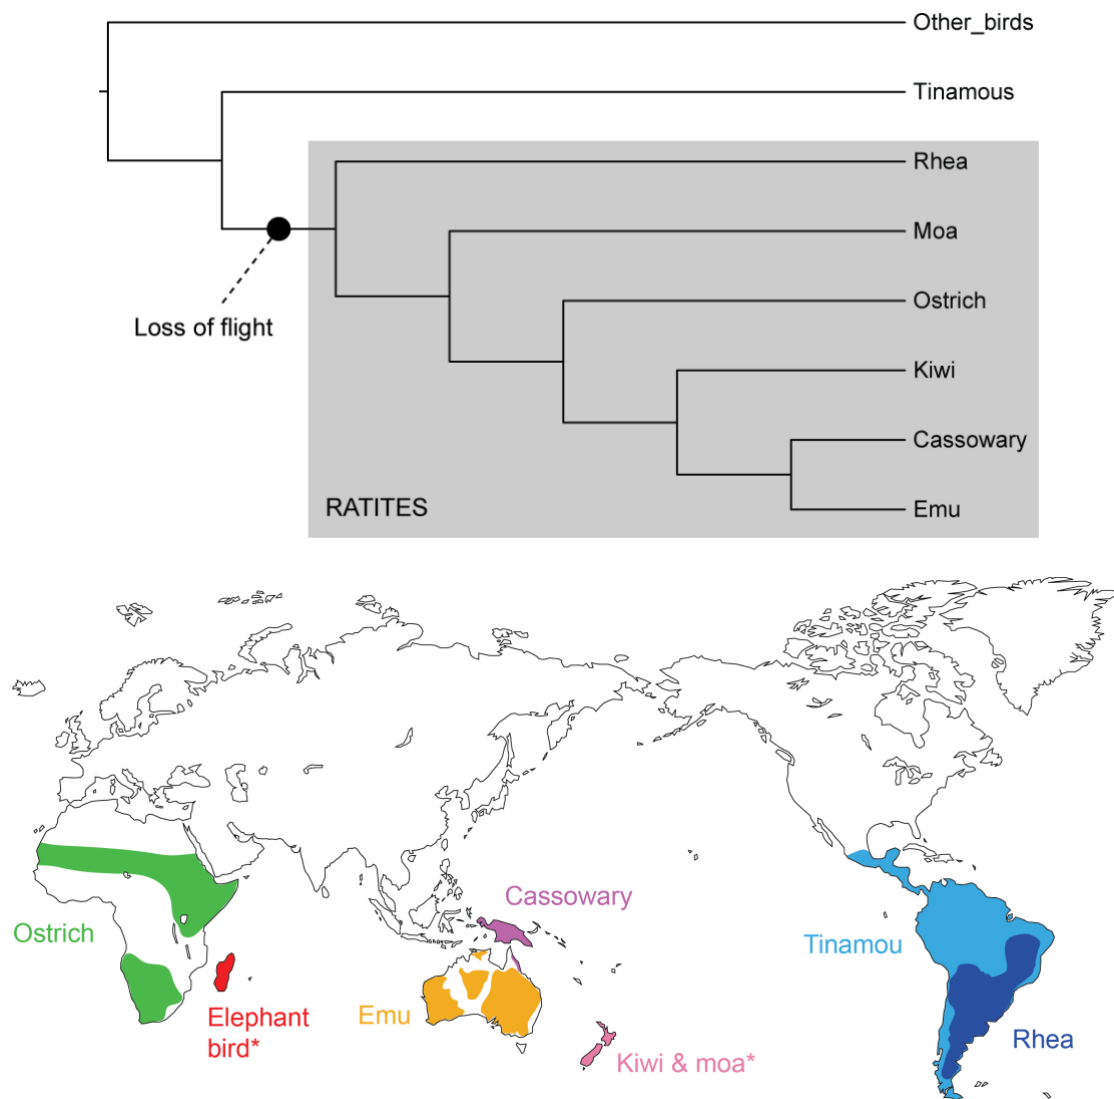 Other_birds
Tinamous
Rhea
Moa
Loss of flight
Ostrich
Kiwi
Cassowary
RATITES
Emu
Cassowary
Ostrich
Tinamou
Elephant
bird*
Emu
Kiwi & moa*
Rhea